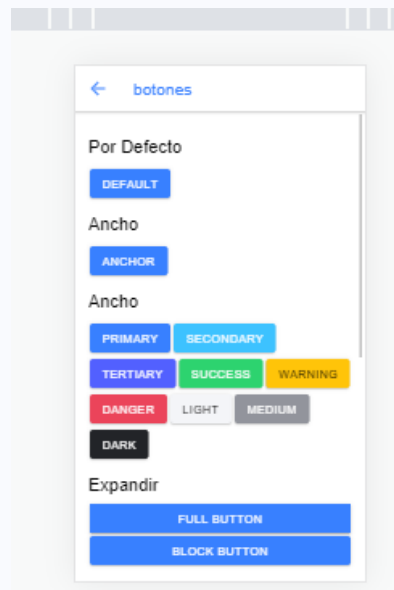 botones
Por Defecto
DEFAULT
Ancho
ANCHOR
Ancho
PRIMARY SECONDARY
TERTIARY SUCCESS WARNING
DANGER LIGHT MEDIUM
DARK
Expandir
FULL BUTTON
BLOCK BUTTON